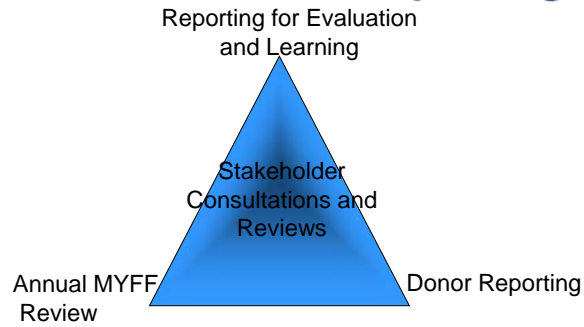 Reporting for Evaluation
and Learning
Stakeholder
Consultations and
Reviews
Annual MYFF
Review
Donor Reporting